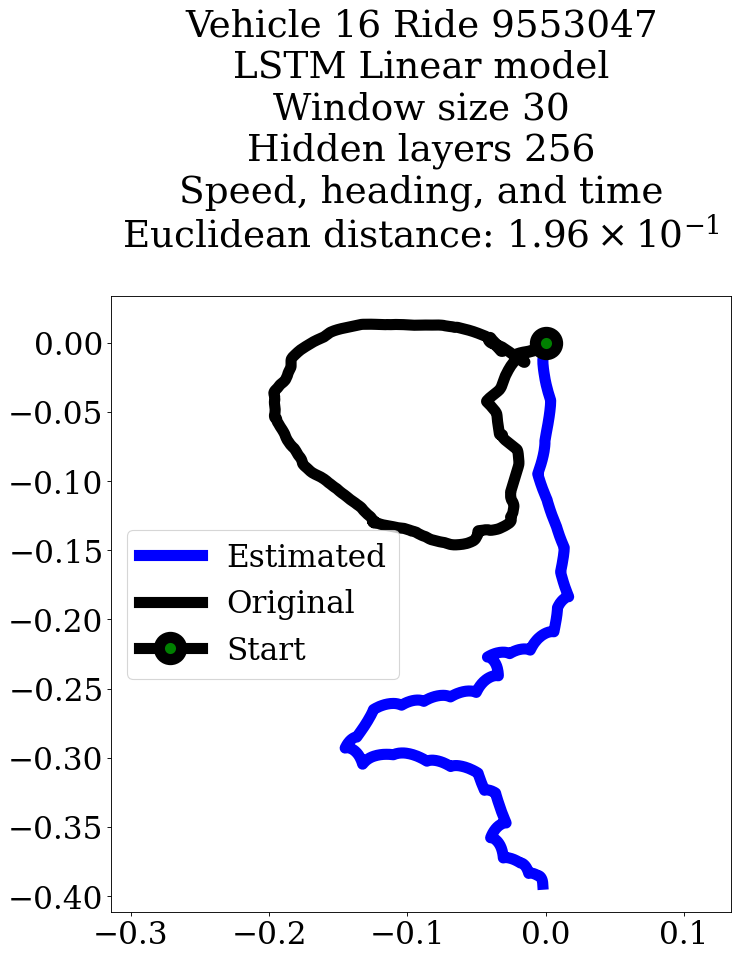 Vehicle 16 Ride 9553047
LSTM Linear model
Window size 30
Hidden layers 256
Speed, heading, and time
Euclidean distance: 1.96 × 10⁻¹
0.00
−0.05
−0.10
−0.15
−0.20
−0.25
−0.30
−0.35
−0.40
Estimated
Original
Start
−0.3
−0.2
−0.1
0.0
0.1